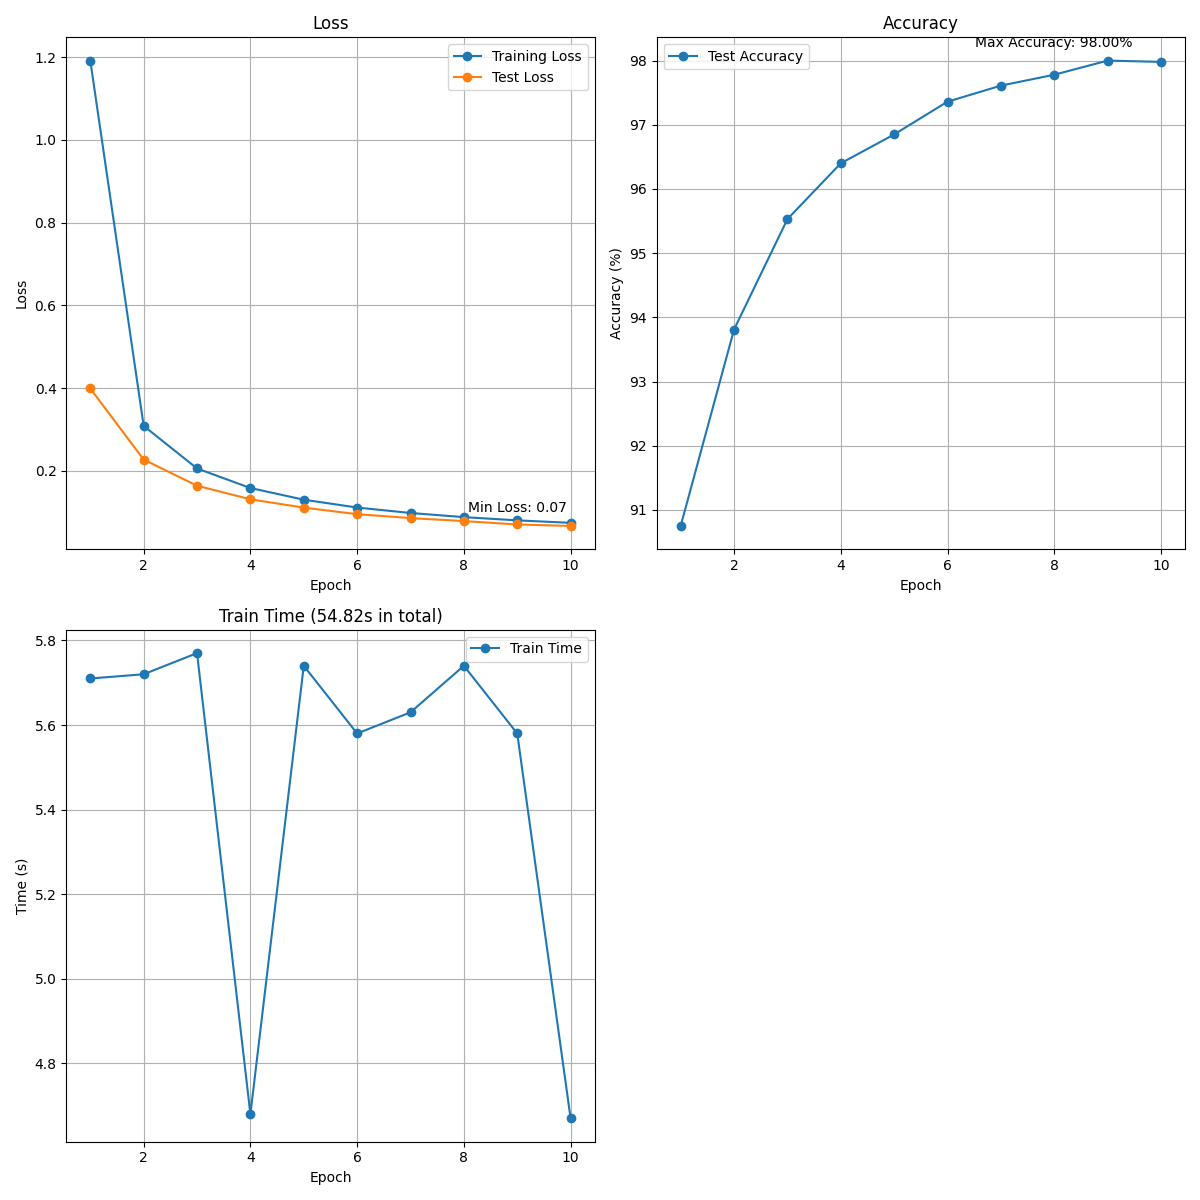 Loss
Training Loss
Test Loss
1.2
1.0
0.8
0.6
0.4
0.2
Loss
Min Loss: 0.07
2 4 6 8 10
Epoch
Accuracy
Max Accuracy: 98.00%
Test Accuracy
98
97
96
95
94
93
92
91
Accuracy (%)
2 4 6 8 10
Epoch
Train Time (54.82s in total)
Train Time
5.8
5.6
5.4
5.2
5.0
4.8
Time (s)
2 4 6 8 10
Epoch